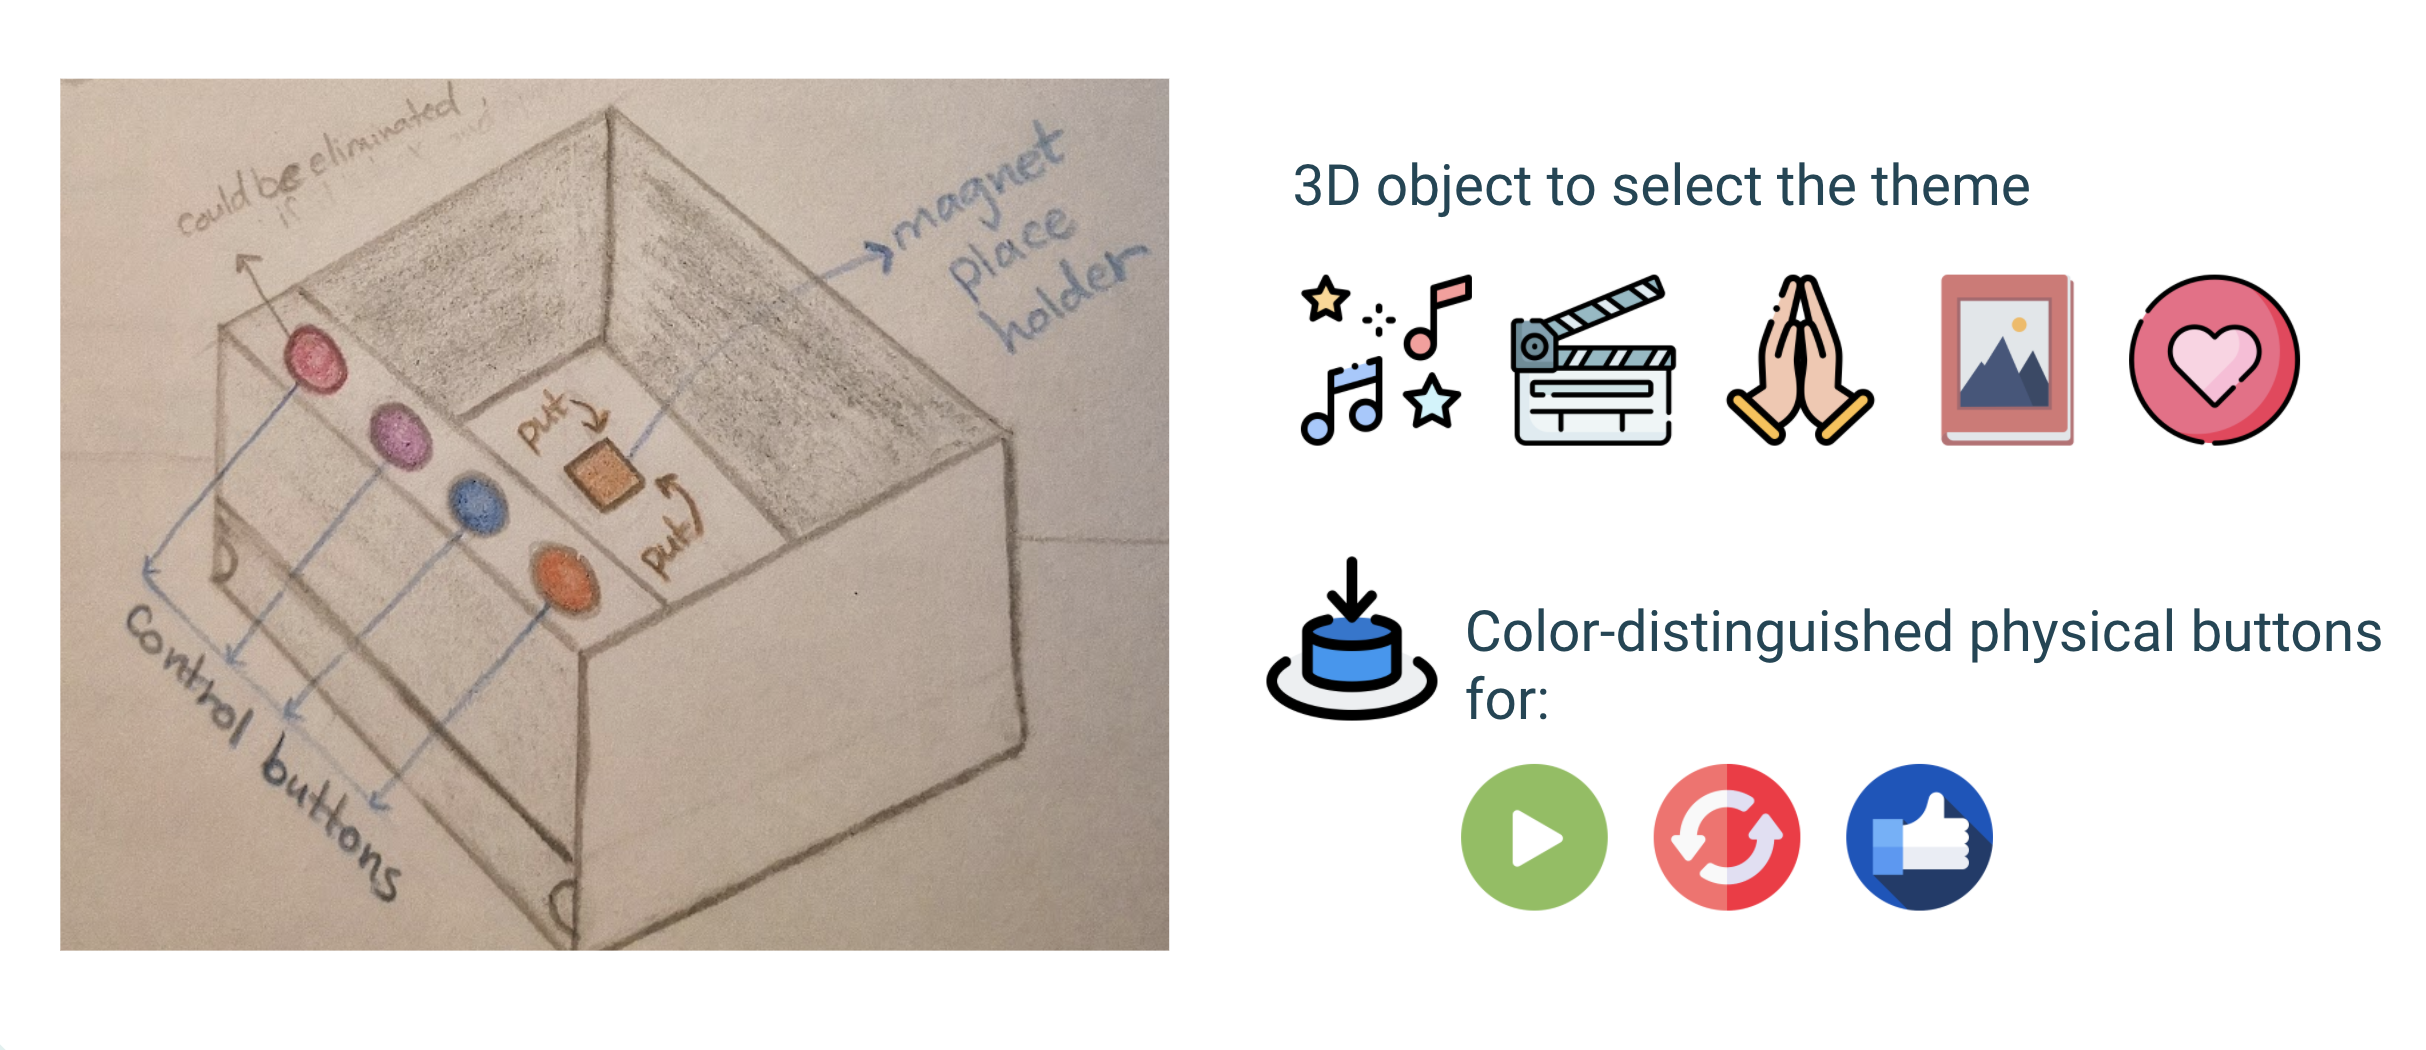 could be eliminated
if
and
magnet
place
holder
put
put
control buttons
3D object to select the theme
Color-distinguished physical buttons
for: